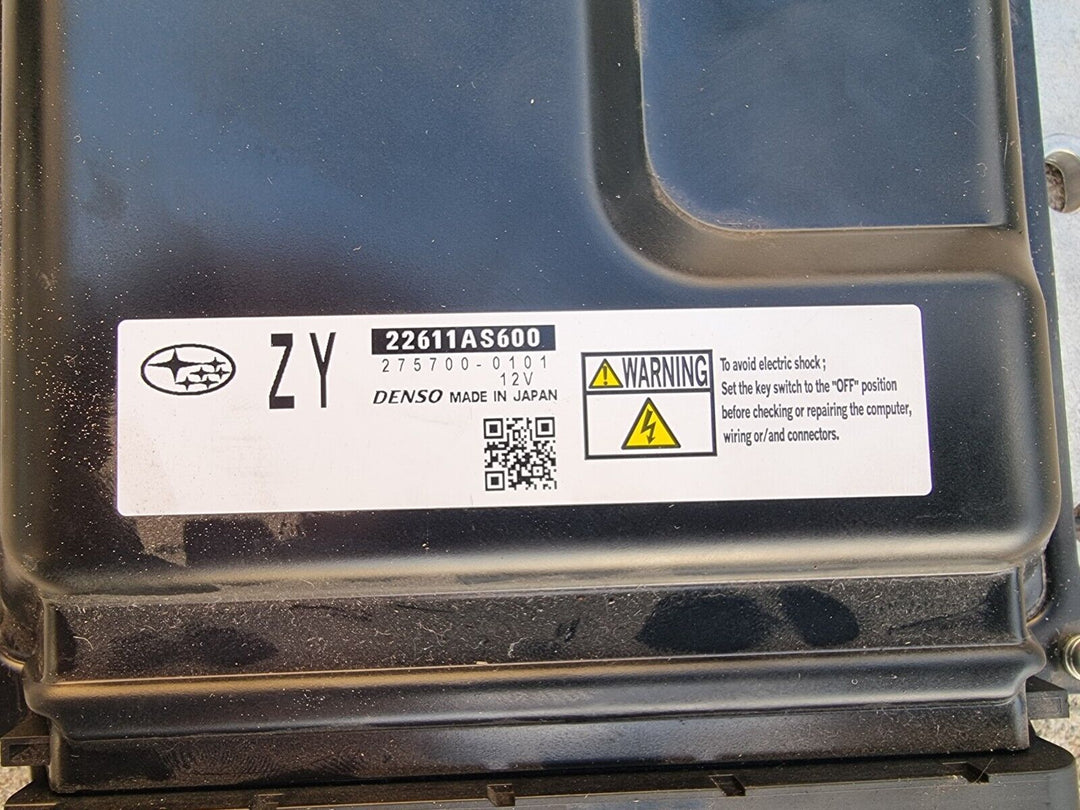 ZY
22611AS600
275700-0101
12V
DENSO MADE IN JAPAN
WARNING
To avoid electric shock;
Set the key switch to the "OFF" position
before checking or repairing the computer,
wiring or/and connectors.